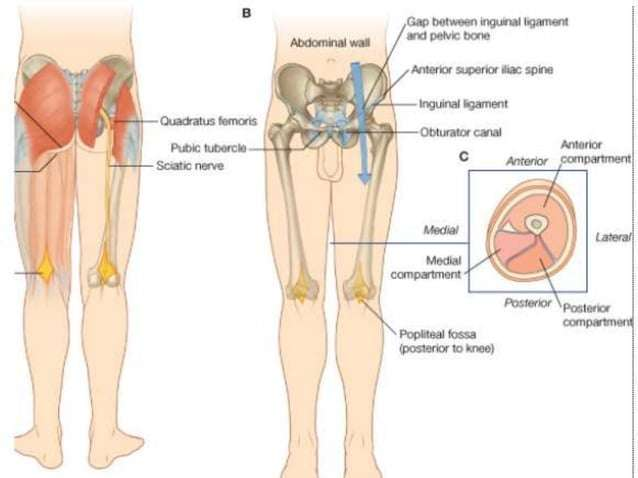 B
Abdominal wall
Gap between inguinal ligament
and pelvic bone
Anterior superior iliac spine
Inguinal ligament
Obturator canal
Quadratus femoris
Pubic tubercle
Sciatic nerve
C
Anterior
Anterior
compartment
Medial
Lateral
Medial
compartment
Posterior
Posterior
compartment
Popliteal fossa
(posterior to knee)